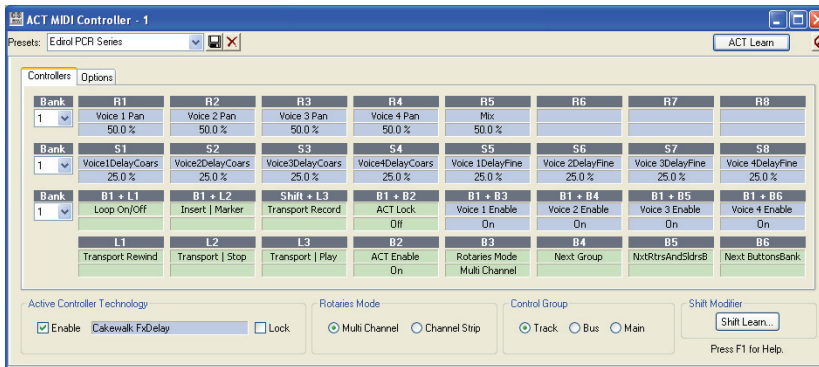 ACT MIDI Controller - 1
Presets: Edirol PCR Series ACT Learn
Controllers Options
Bank R1 R2 R3 R4 R5 R6 R7 R8
1 Voice 1 Pan Voice 2 Pan Voice 3 Pan Voice 4 Pan Mix
50.0 % 50.0 % 50.0 % 50.0 % 50.0 %
Bank S1 S2 S3 S4 S5 S6 S7 S8
1 Voice1DelayCoars Voice2DelayCoars Voice3DelayCoars Voice4DelayCoars Voice 1DelayFine Voice 2DelayFine Voice 3DelayFine Voice 4DelayFine
25.0 % 25.0 % 25.0 % 25.0 % 25.0 % 25.0 % 25.0 % 25.0 %
Bank B1 + L1 B1 + L2 Shift + L3 B1 + B2 B1 + B3 B1 + B4 B1 + B5 B1 + B6
1 Loop On/Off Insert | Marker Transport Record ACT Lock Voice 1 Enable Voice 2 Enable Voice 3 Enable Voice 4 Enable
Off On On On On
L1 L2 L3 B2 B3 B4 B5 B6
Transport Rewind Transport | Stop Transport | Play ACT Enable Rotaries Mode Next Group NxtRtrsAndSldrsB Next ButtonsBank
On Multi Channel
Active Controller Technology Rotaries Mode Control Group Shift Modifier
Enable Cakewalk FxDelay Lock Multi Channel Channel Strip Track Bus Main Shift Learn...
Press F1 for Help.